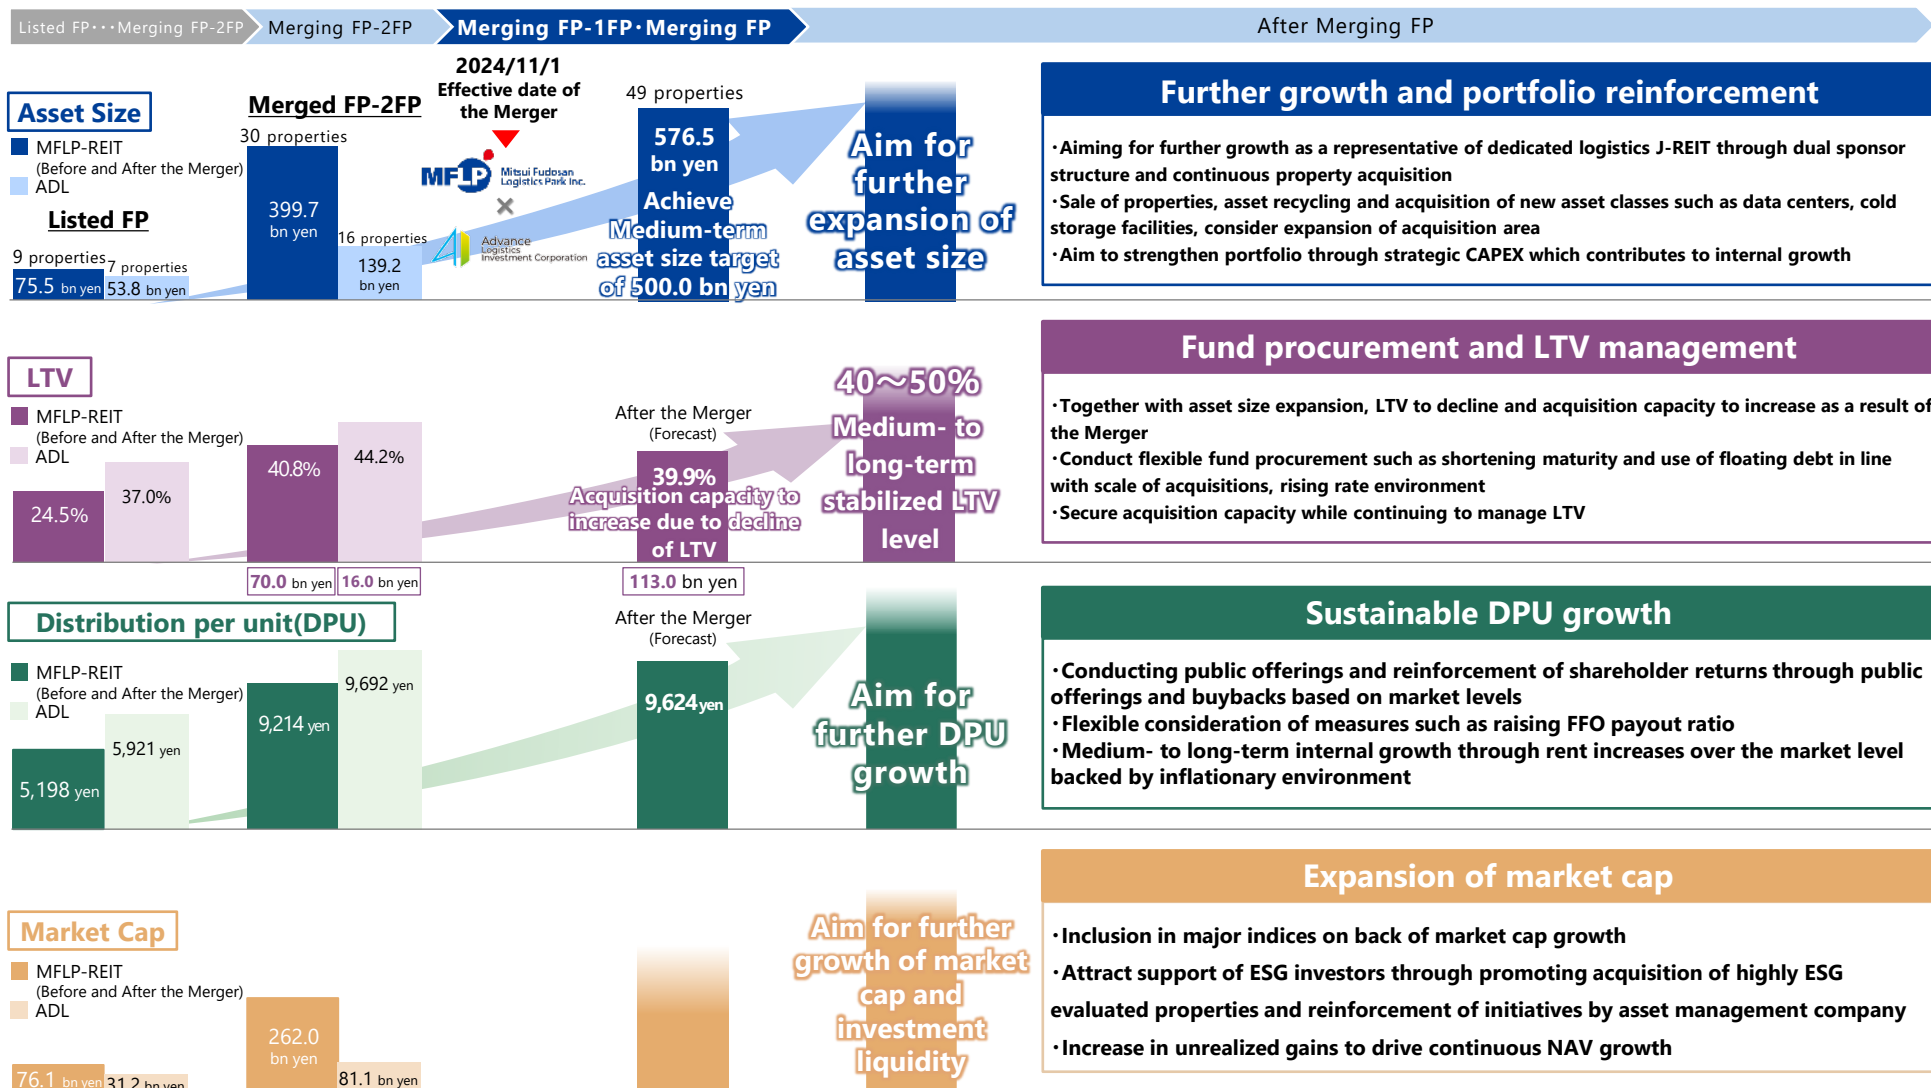 Listed FP･･･Merging FP-2FP
Merging FP-2FP
Merging FP-1FP･Merging FP
After Merging FP
Asset Size
MFLP-REIT
(Before and After the Merger)
ADL
Listed FP
9 properties
75.5 bn yen
7 properties
53.8 bn yen
Merged FP-2FP
30 properties
399.7
bn yen
16 properties
139.2
bn yen
2024/11/1
Effective date of
the Merger
MFLP
Mitsui Fudosan
Logistics Park Inc.
×
Advance
Logistics
Investment Corporation
49 properties
576.5
bn yen
Achieve
Medium-term
asset size target
of 500.0 bn yen
Aim for
further
expansion of
asset size
Further growth and portfolio reinforcement
･Aiming for further growth as a representative of dedicated logistics J-REIT through dual sponsor
structure and continuous property acquisition
･Sale of properties, asset recycling and acquisition of new asset classes such as data centers, cold
storage facilities, consider expansion of acquisition area
･Aim to strengthen portfolio through strategic CAPEX which contributes to internal growth
LTV
MFLP-REIT
(Before and After the Merger)
ADL
24.5%
37.0%
40.8%
44.2%
70.0 bn yen
16.0 bn yen
After the Merger
(Forecast)
39.9%
Acquisition capacity to
increase due to decline
of LTV
113.0 bn yen
40～50%
Medium- to
long-term
stabilized LTV
level
Fund procurement and LTV management
･Together with asset size expansion, LTV to decline and acquisition capacity to increase as a result of
the Merger
･Conduct flexible fund procurement such as shortening maturity and use of floating debt in line
with scale of acquisitions, rising rate environment
･Secure acquisition capacity while continuing to manage LTV
Distribution per unit(DPU)
MFLP-REIT
(Before and After the Merger)
ADL
5,198 yen
5,921 yen
9,214 yen
9,692 yen
After the Merger
(Forecast)
9,624 yen
Aim for
further DPU
growth
Sustainable DPU growth
･Conducting public offerings and reinforcement of shareholder returns through public
offerings and buybacks based on market levels
･Flexible consideration of measures such as raising FFO payout ratio
･Medium- to long-term internal growth through rent increases over the market level
backed by inflationary environment
Market Cap
MFLP-REIT
(Before and After the Merger)
ADL
76.1 bn yen
31.2 bn yen
262.0
bn yen
81.1 bn yen
Aim for further
growth of market
cap and
investment
liquidity
Expansion of market cap
･Inclusion in major indices on back of market cap growth
･Attract support of ESG investors through promoting acquisition of highly ESG
evaluated properties and reinforcement of initiatives by asset management company
･Increase in unrealized gains to drive continuous NAV growth